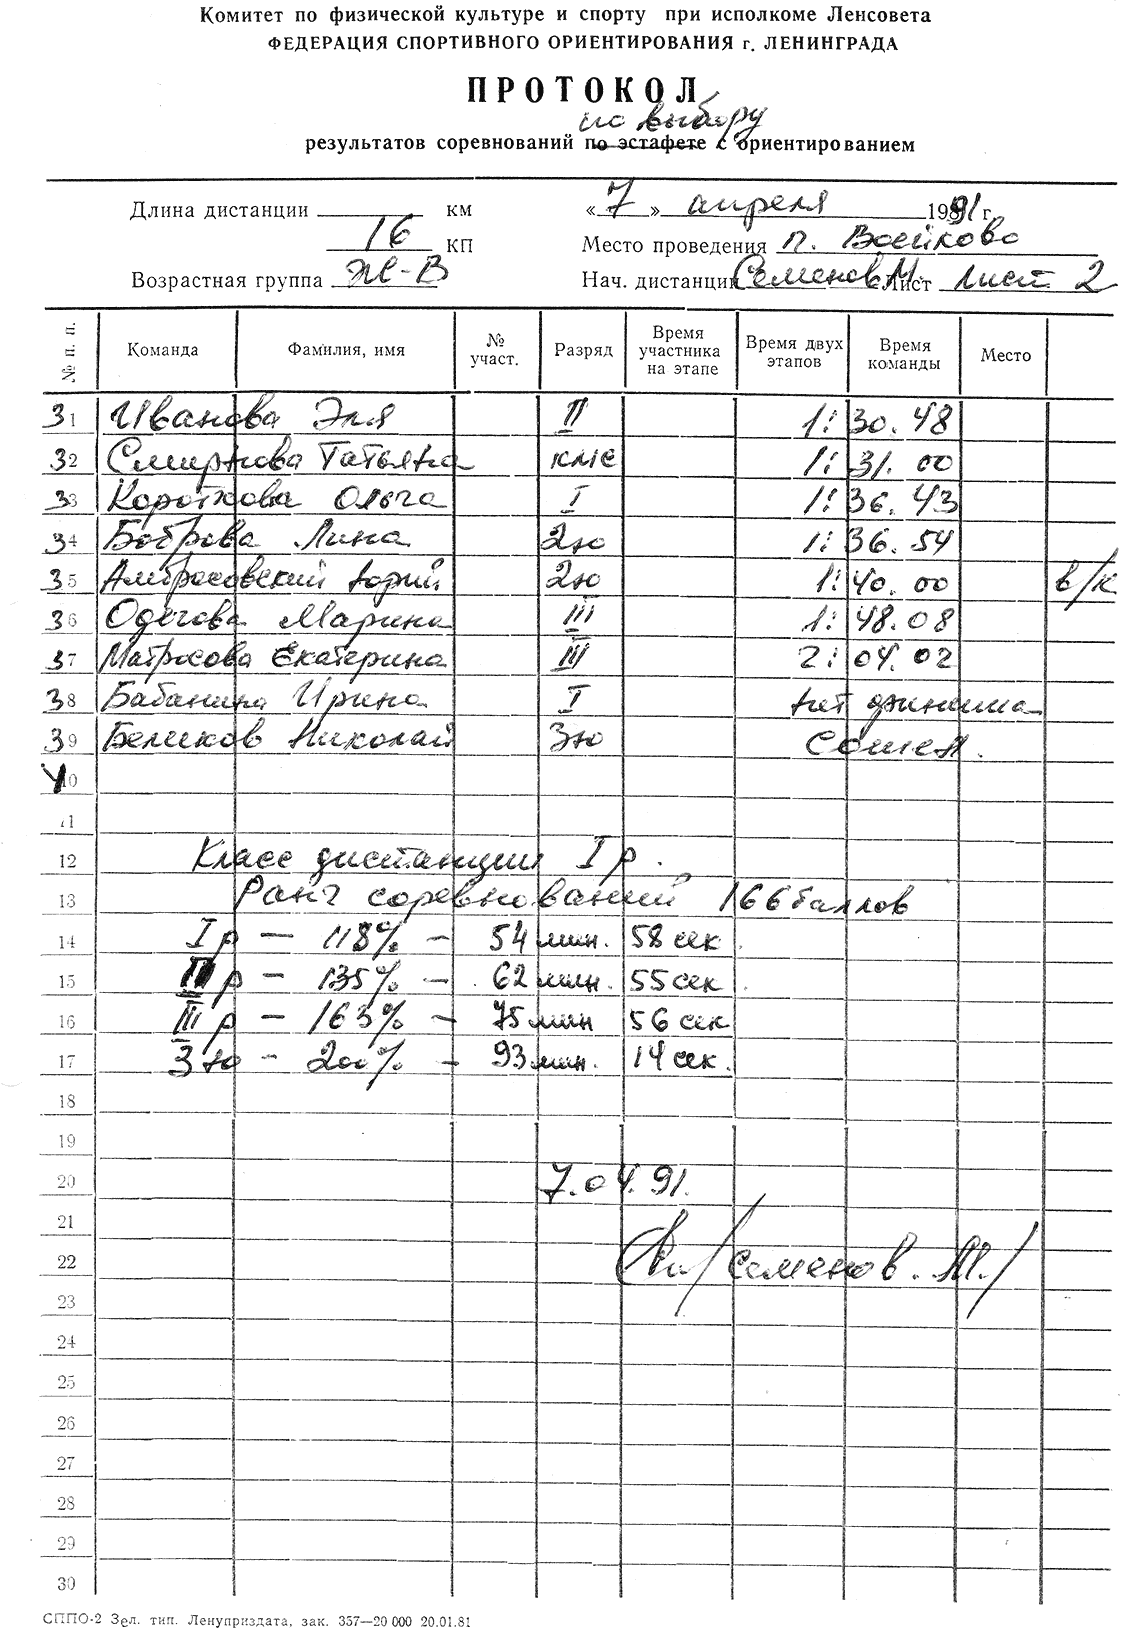 Комитет по физической культуре и спорту при исполкоме Ленсовета
ФЕДЕРАЦИЯ СПОРТИВНОГО ОРИЕНТИРОВАНИЯ г. ЛЕНИНГРАДА
ПРОТОКОЛ
по выбору
результатов соревнований по эстафете с ориентированием
Длина дистанции км «7» апреля 1991 г.
16 КП Место проведения п. Войково
Возрастная группа Ж-В Нач. дистанции Семенов М. Лист Лист 2
№ п. п. Команда Фамилия, имя № участ. Разряд Время участника на этапе Время двух этапов Время команды Место
31 Иванова Эля II 1: 30. 48
32 Смирнова Татьяна кмс 1: 31. 00
33 Короткова Ольга I 1: 36. 43
34 Боброва Лина 2ю 1: 36. 54
35 Амбросовский Юрий 2ю 1: 40. 00 в/к
36 Одегова Марина III 1: 48. 08
37 Матросова Екатерина III 2: 04. 02
38 Бабанина Ирина I нет финиша
39 Беликов Николай 3ю Сошел.
40
11
12 Класс дистанции I р.
13 Ранг соревнований 166 баллов
14 I р – 118% – 54 мин. 58 сек.
15 II р – 135% – 62 мин. 55 сек.
16 III р – 163% – 75 мин 56 сек
17 3 ю – 200% – 93 мин. 14 сек.
18
19
20 7.04.91.
21
22 /Семенов. М./
23
24
25
26
27
28
29
30
СППО-2 Зел. тип. Ленуприздата, зак. 357—20 000 20.01.81